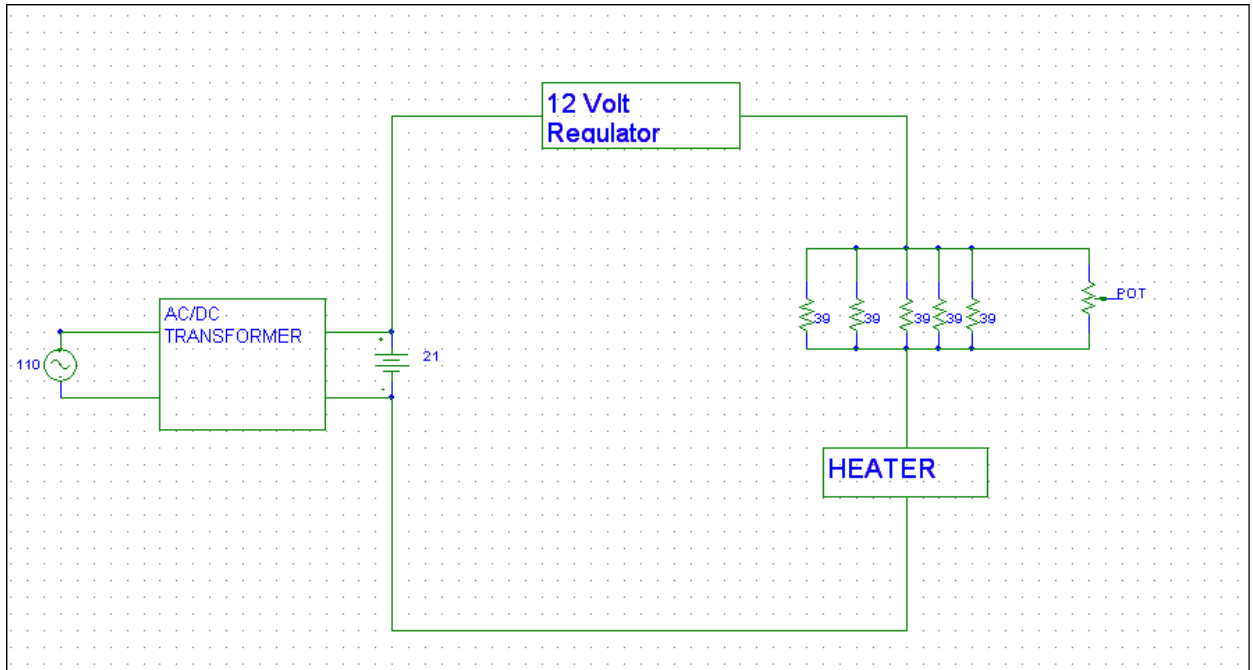 12 Volt
Regulator
AC/DC
TRANSFORMER
110
+
21
-
39
39
39
39
39
POT
HEATER